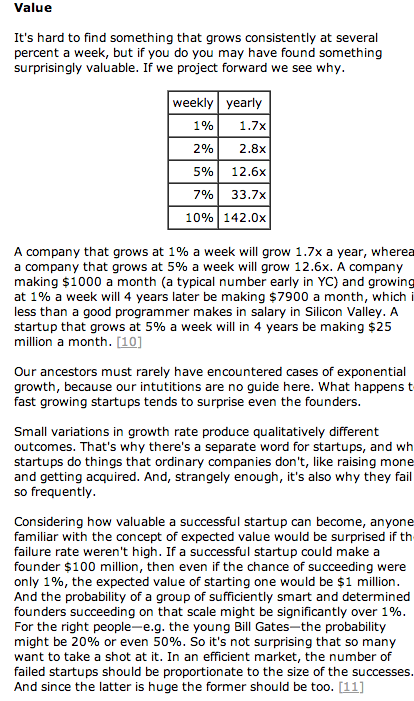 Value
It's hard to find something that grows consistently at several
percent a week, but if you do you may have found something
surprisingly valuable. If we project forward we see why.
weekly yearly
1% 1.7x
2% 2.8x
5% 12.6x
7% 33.7x
10% 142.0x
A company that grows at 1% a week will grow 1.7x a year, wherea
a company that grows at 5% a week will grow 12.6x. A company
making $1000 a month (a typical number early in YC) and growing
at 1% a week will 4 years later be making $7900 a month, which i
less than a good programmer makes in salary in Silicon Valley. A
startup that grows at 5% a week will in 4 years be making $25
million a month. [10]
Our ancestors must rarely have encountered cases of exponential
growth, because our intutitions are no guide here. What happens t
fast growing startups tends to surprise even the founders.
Small variations in growth rate produce qualitatively different
outcomes. That's why there's a separate word for startups, and wh
startups do things that ordinary companies don't, like raising mone
and getting acquired. And, strangely enough, it's also why they fail
so frequently.
Considering how valuable a successful startup can become, anyone
familiar with the concept of expected value would be surprised if th
failure rate weren't high. If a successful startup could make a
founder $100 million, then even if the chance of succeeding were
only 1%, the expected value of starting one would be $1 million.
And the probability of a group of sufficiently smart and determined
founders succeeding on that scale might be significantly over 1%.
For the right people—e.g. the young Bill Gates—the probability
might be 20% or even 50%. So it's not surprising that so many
want to take a shot at it. In an efficient market, the number of
failed startups should be proportionate to the size of the successes.
And since the latter is huge the former should be too. [11]